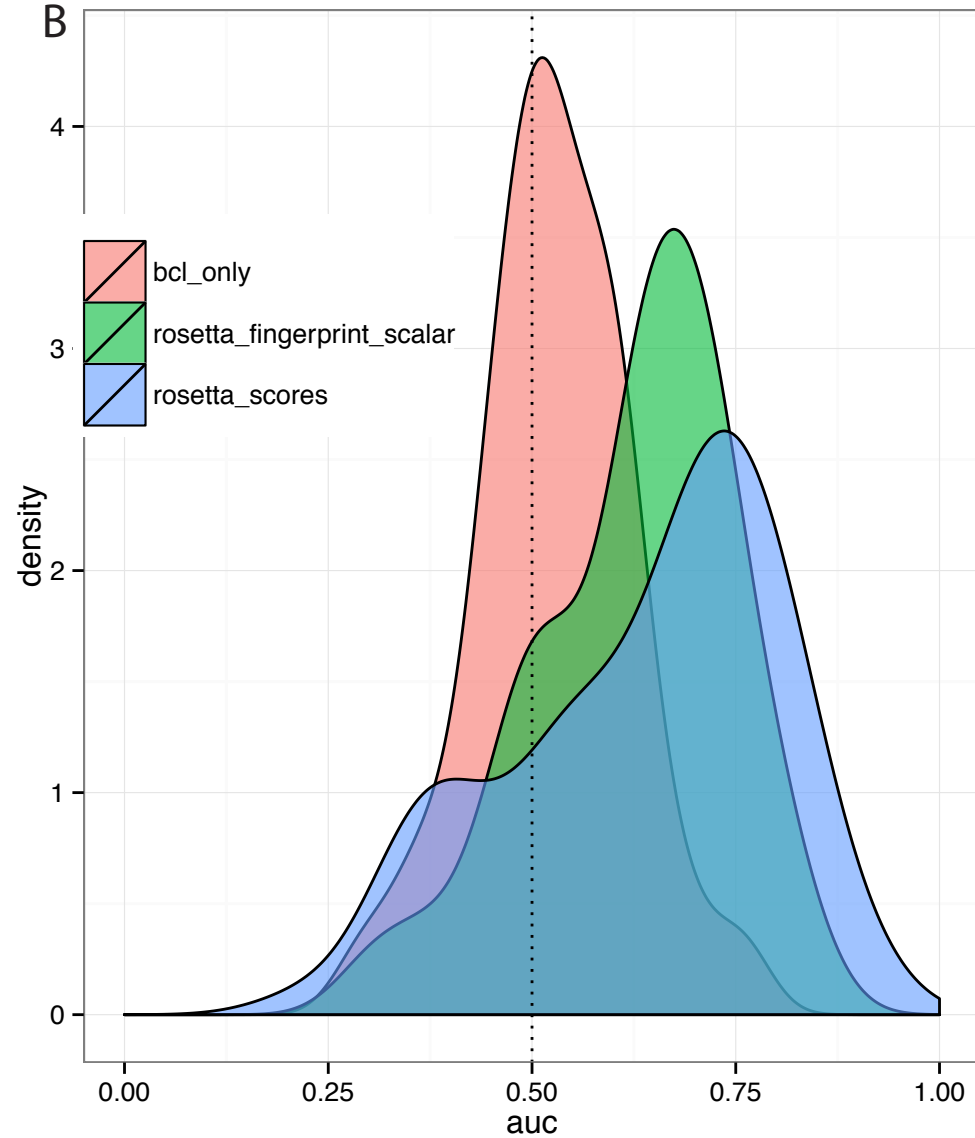 B
4
bcl_only
rosetta_fingerprint_scalar
3
rosetta_scores
density
2
1
0
0.00 0.25 0.50 0.75 1.00
auc